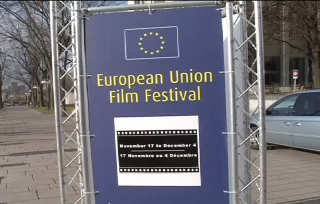 European Union
Film Festival
November 17 to December 4
17 Novembre au 4 Décembre